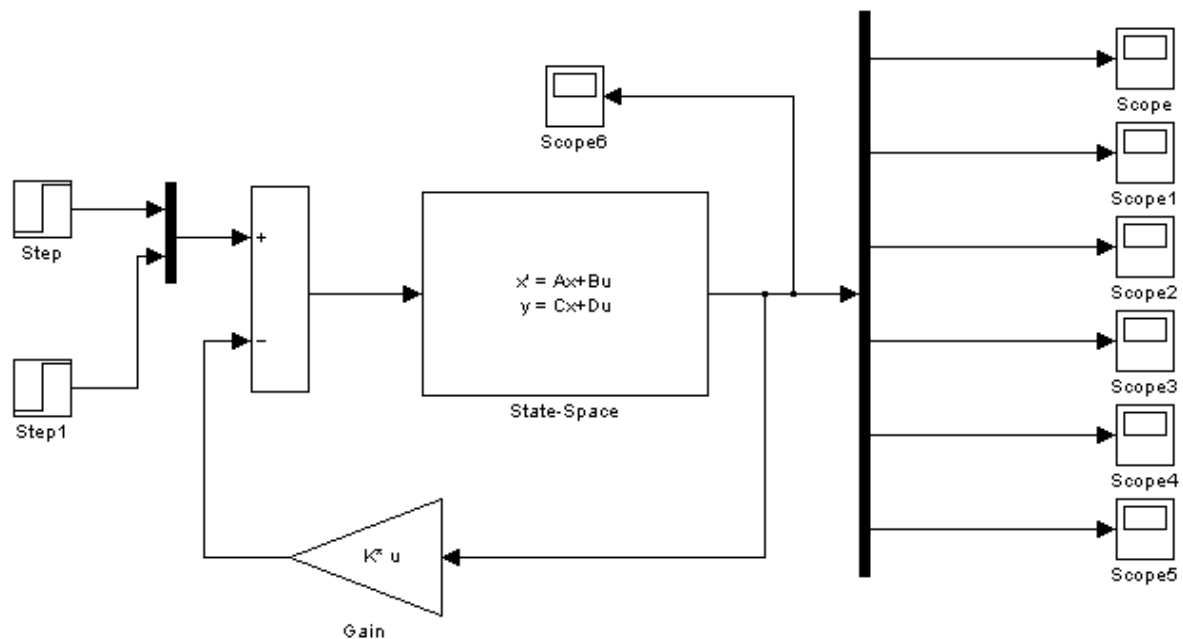 Scope
Scope6
Scope1
Step
+
x' = Ax+Bu
y = Cx+Du
Scope2
−
Scope3
State-Space
Step1
Scope4
K* u
Scope5
Gain